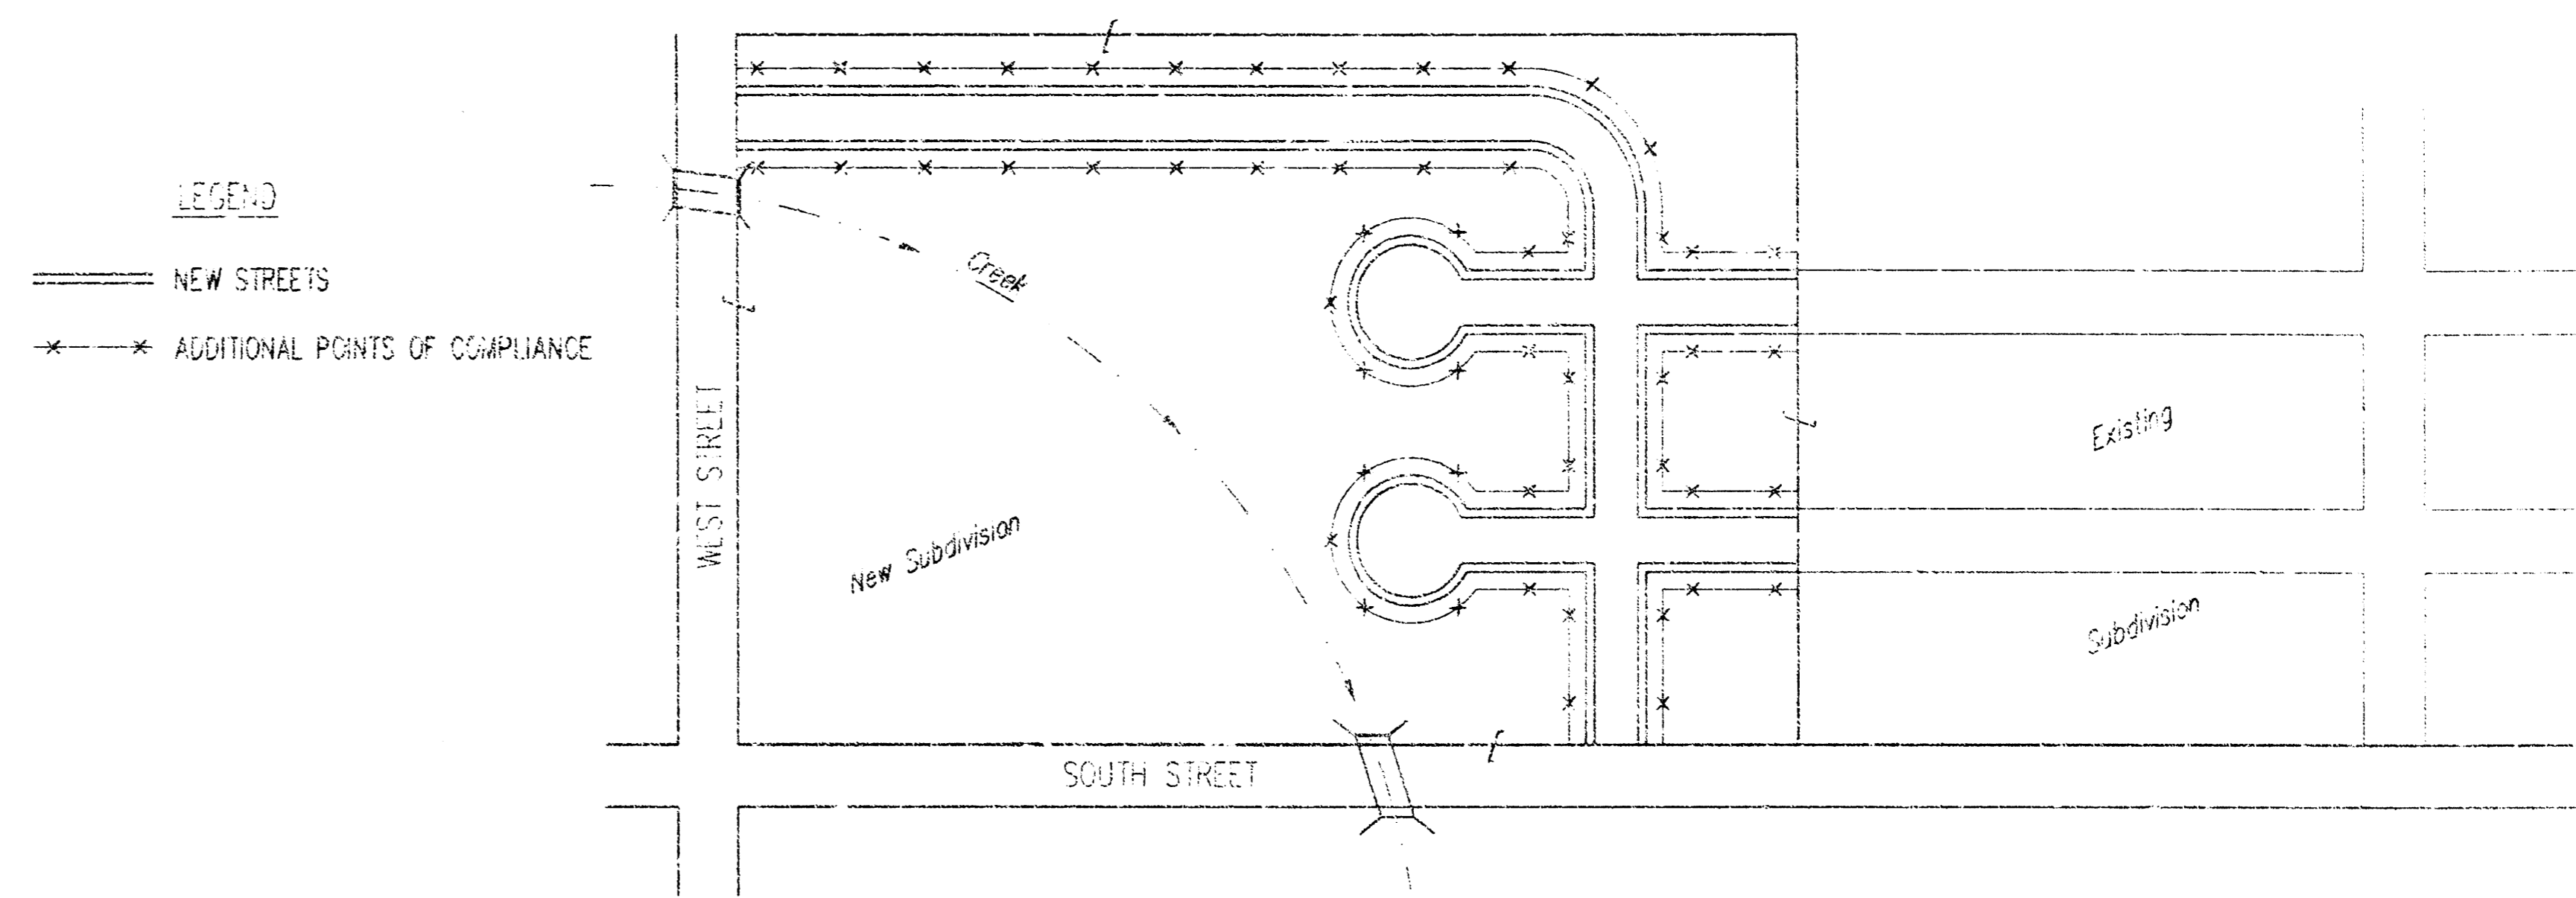 LEGEND
NEW STREETS
ADDITIONAL POINTS OF COMPLIANCE
WEST STREET
Creek
New Subdivision
SOUTH STREET
Existing
Subdivision